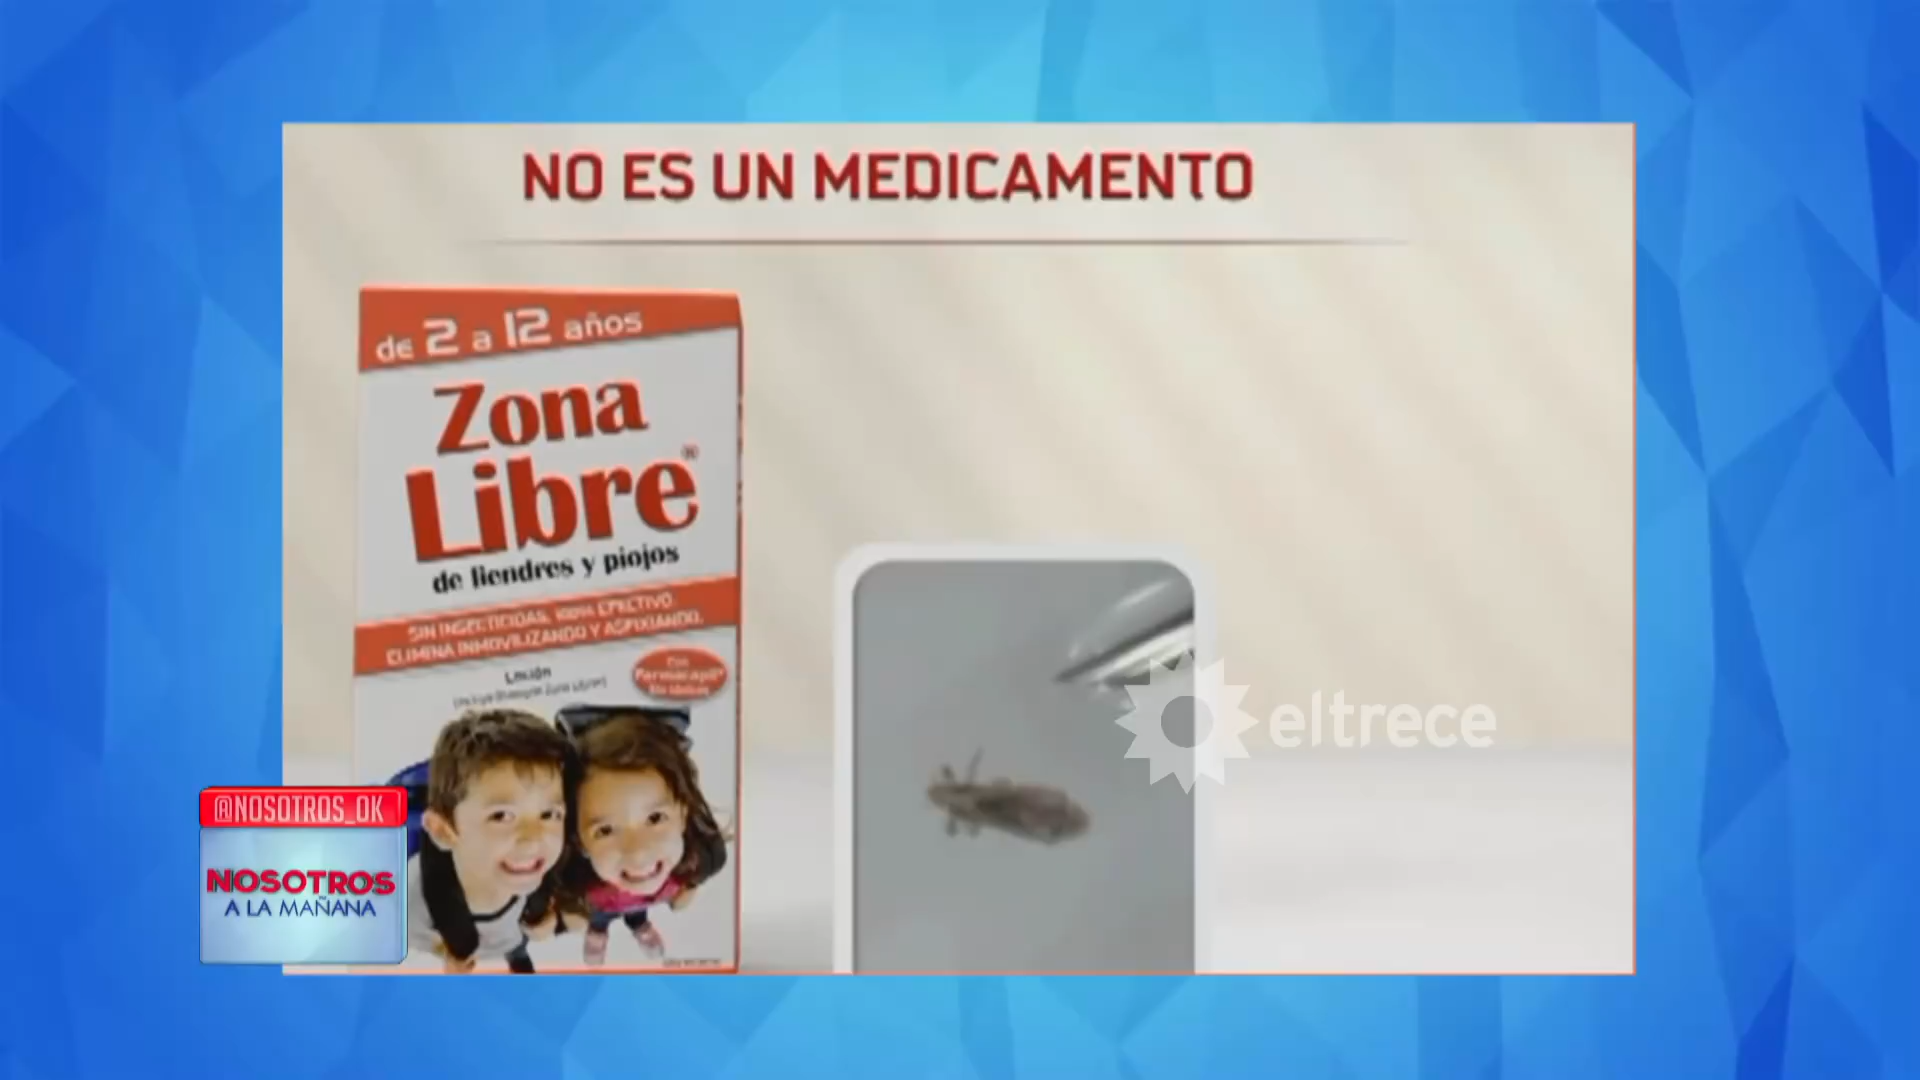 NO ES UN MEDICAMENTO
de 2 a 12 años
Zona
Libre®
de liendres y piojos
SIN INSECTICIDAS, 100% EFECTIVO.
ELIMINA INMOVILIZANDO Y ASFIXIANDO.
Loción
Con
eltrece
@NOSOTROS_OK
NOSOTROS
A LA MAÑANA